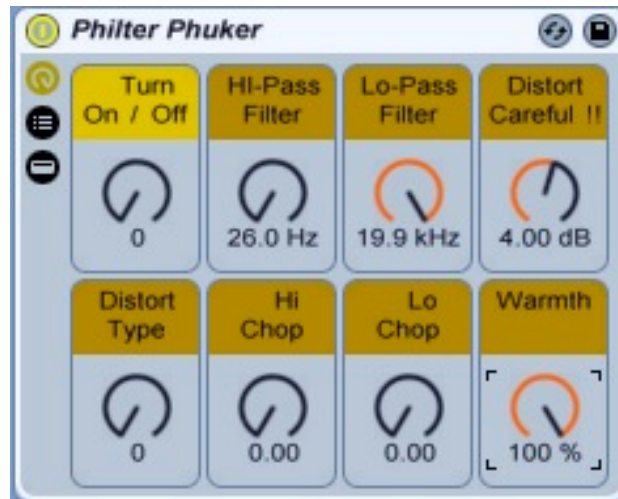 Philter Phuker
Turn
On / Off
0
HI-Pass
Filter
26.0 Hz
Lo-Pass
Filter
19.9 kHz
Distort
Careful !!
4.00 dB
Distort
Type
0
Hi
Chop
0.00
Lo
Chop
0.00
Warmth
100 %